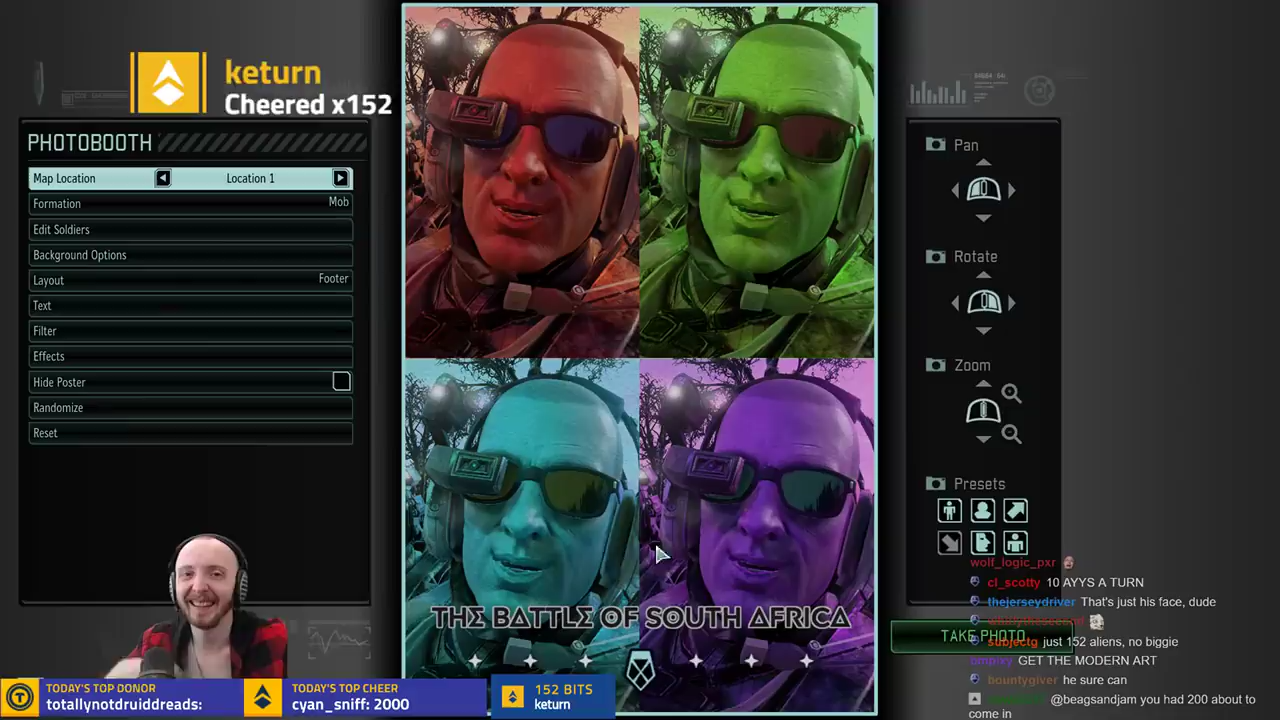 keturn
Cheered x152
PHOTOBOOTH
Map Location
Location 1
Formation
Mob
Edit Soldiers
Background Options
Layout
Footer
Text
Filter
Effects
Hide Poster
Randomize
Reset
THE BATTLE OF SOUTH AFRICA
Pan
Rotate
Zoom
Presets
TAKE PHOTO
wolf_logic_pxr
cl_scotty 10 AYYS A TURN
thejerseydriver That's just his face, dude
subjectg just 152 aliens, no biggie
bmpixy GET THE MODERN ART
bountygiver he sure can
@beagsandjam you had 200 about to
come in
TODAY'S TOP DONOR
totallynotdruiddreads:
TODAY'S TOP CHEER
cyan_sniff: 2000
152 BITS
keturn